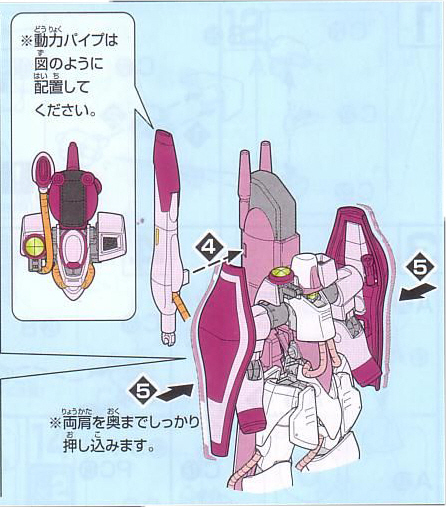 ※動力パイプは
図のように
配置して
ください。
4
5
5
※両肩を奥までしっかり
押し込みます。